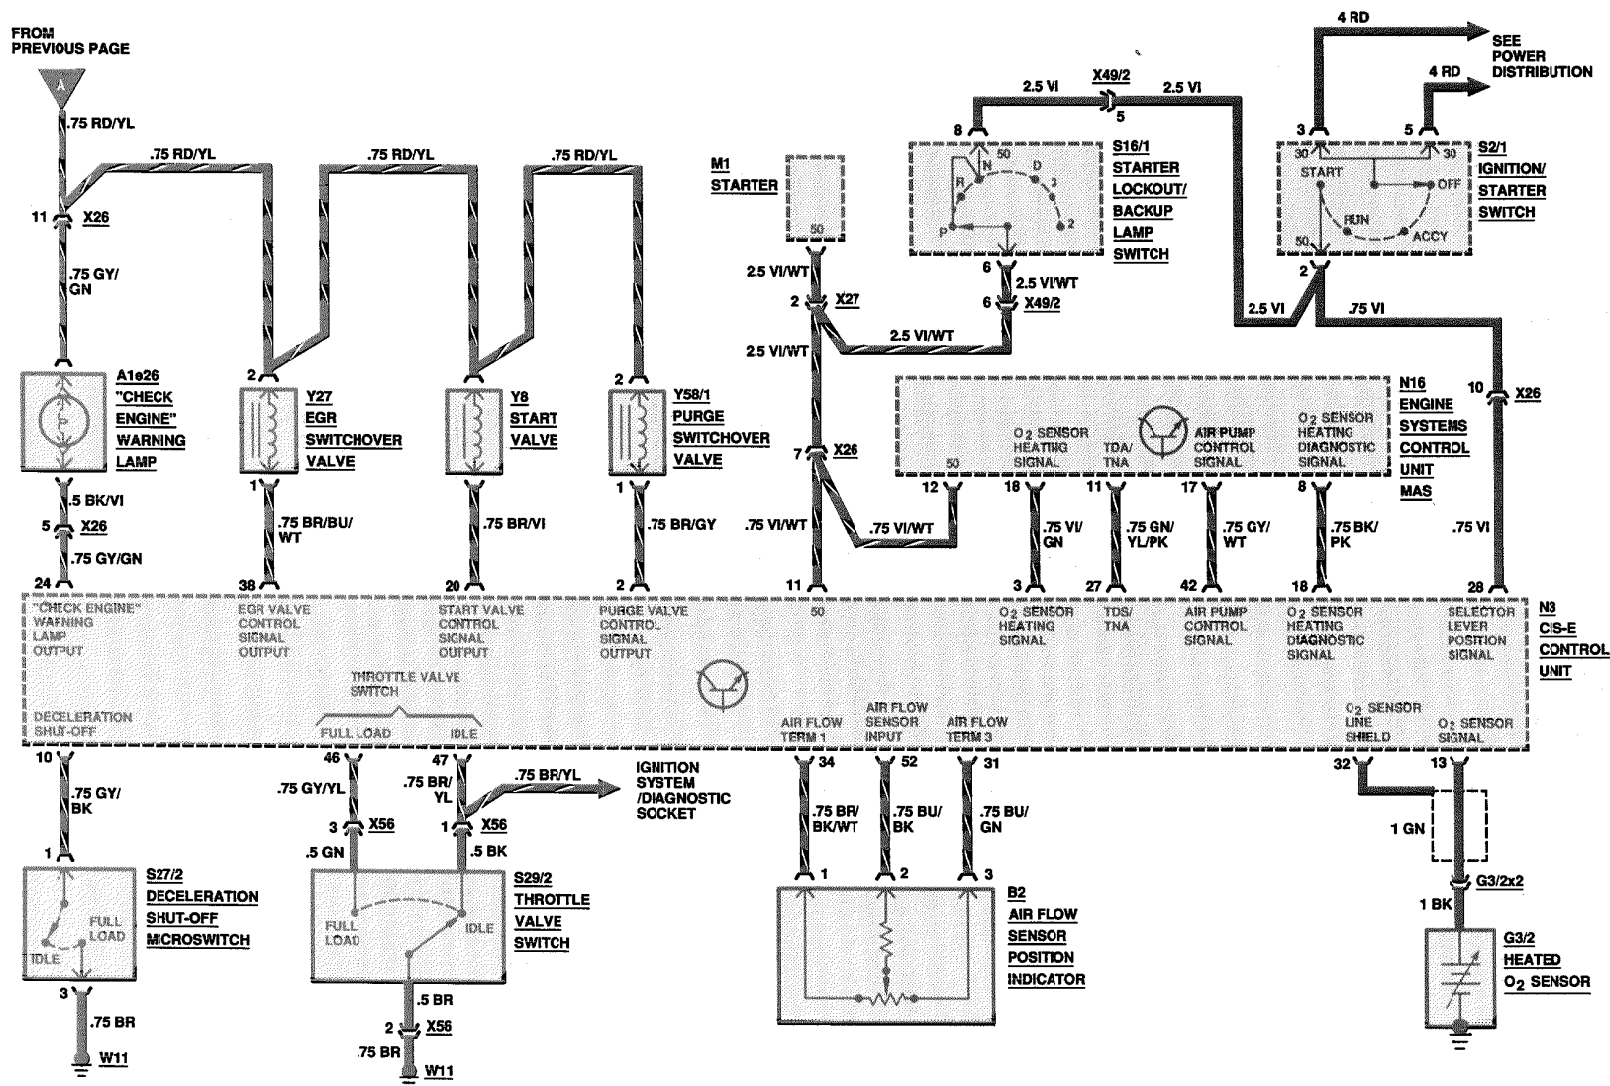 FROM
PREVIOUS PAGE
A
.75 RD/YL
.75 RD/YL
.75 RD/YL
.75 RD/YL
11
X26
.75 GY/
GN
M1
STARTER
50
2.5 VI
X49/2
5
2.5 VI
4 RD
4 RD
SEE
POWER
DISTRIBUTION
8
50
P
R
N
D
3
2
S16/1
STARTER
LOCKOUT/
BACKUP
LAMP
SWITCH
3
5
30
30
START
OFF
RUN
ACCY
50
S2/1
IGNITION/
STARTER
SWITCH
2
2.5 VI
.75 VI
6
2.5 VI/WT
6
X49/2
25 VI/WT
2
X27
2.5 VI/WT
25 VI/WT
7
X26
.75 VI/WT
.75 VI/WT
10
X26
.75 VI
A1e26
"CHECK
ENGINE"
WARNING
LAMP
2
Y27
EGR
SWITCHOVER
VALVE
Y8
START
VALVE
2
Y58/1
PURGE
SWITCHOVER
VALVE
O2 SENSOR
HEATING
SIGNAL
TDA/
TNA
AIR PUMP
CONTROL
SIGNAL
O2 SENSOR
HEATING
DIAGNOSTIC
SIGNAL
50
N16
ENGINE
SYSTEMS
CONTROL
UNIT
MAS
.5 BK/VI
5
X26
.75 GY/GN
1
.75 BR/BU/
WT
.75 BR/VI
1
.75 BR/GY
12
18
11
17
8
.75 VI/
GN
.75 GN/
YL/PK
.75 GY/
WT
.75 BK/
PK
24
38
20
2
11
3
27
42
18
28
"CHECK ENGINE"
WARNING
LAMP
OUTPUT
EGR VALVE
CONTROL
SIGNAL
OUTPUT
START VALVE
CONTROL
SIGNAL
OUTPUT
PURGE VALVE
CONTROL
SIGNAL
OUTPUT
50
O2 SENSOR
HEATING
SIGNAL
TDS/
TNA
AIR PUMP
CONTROL
SIGNAL
O2 SENSOR
HEATING
DIAGNOSTIC
SIGNAL
SELECTOR
LEVER
POSITION
SIGNAL
N3
CIS-E
CONTROL
UNIT
THROTTLE VALVE
SWITCH
DECELERATION
SHUT-OFF
FULL LOAD
IDLE
AIR FLOW
TERM 1
AIR FLOW
SENSOR
INPUT
AIR FLOW
TERM 3
O2 SENSOR
LINE
SHIELD
O2 SENSOR
SIGNAL
10
46
47
34
52
31
32
13
.75 GY/
BK
.75 GY/YL
.75 BR/
YL
.75 BR/YL
IGNITION
SYSTEM
/DIAGNOSTIC
SOCKET
.75 BR/
BK/WT
.75 BU/
BK
.75 BU/
GN
1 GN
3
X56
1
X56
.5 GN
.5 BK
1
S27/2
DECELERATION
SHUT-OFF
MICROSWITCH
FULL
LOAD
IDLE
FULL
LOAD
IDLE
S29/2
THROTTLE
VALVE
SWITCH
1
2
3
B2
AIR FLOW
SENSOR
POSITION
INDICATOR
G3/2x2
1 BK
G3/2
HEATED
O2 SENSOR
3
.75 BR
W11
.5 BR
2
X56
.75 BR
W11